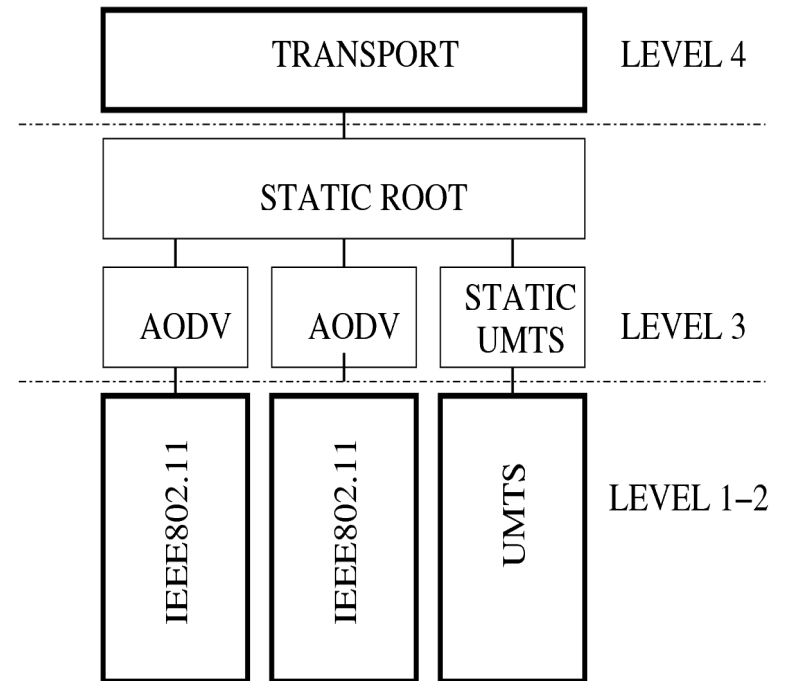 TRANSPORT
LEVEL 4
STATIC ROOT
AODV
AODV
STATIC
UMTS
LEVEL 3
IEEE802.11
IEEE802.11
UMTS
LEVEL 1−2